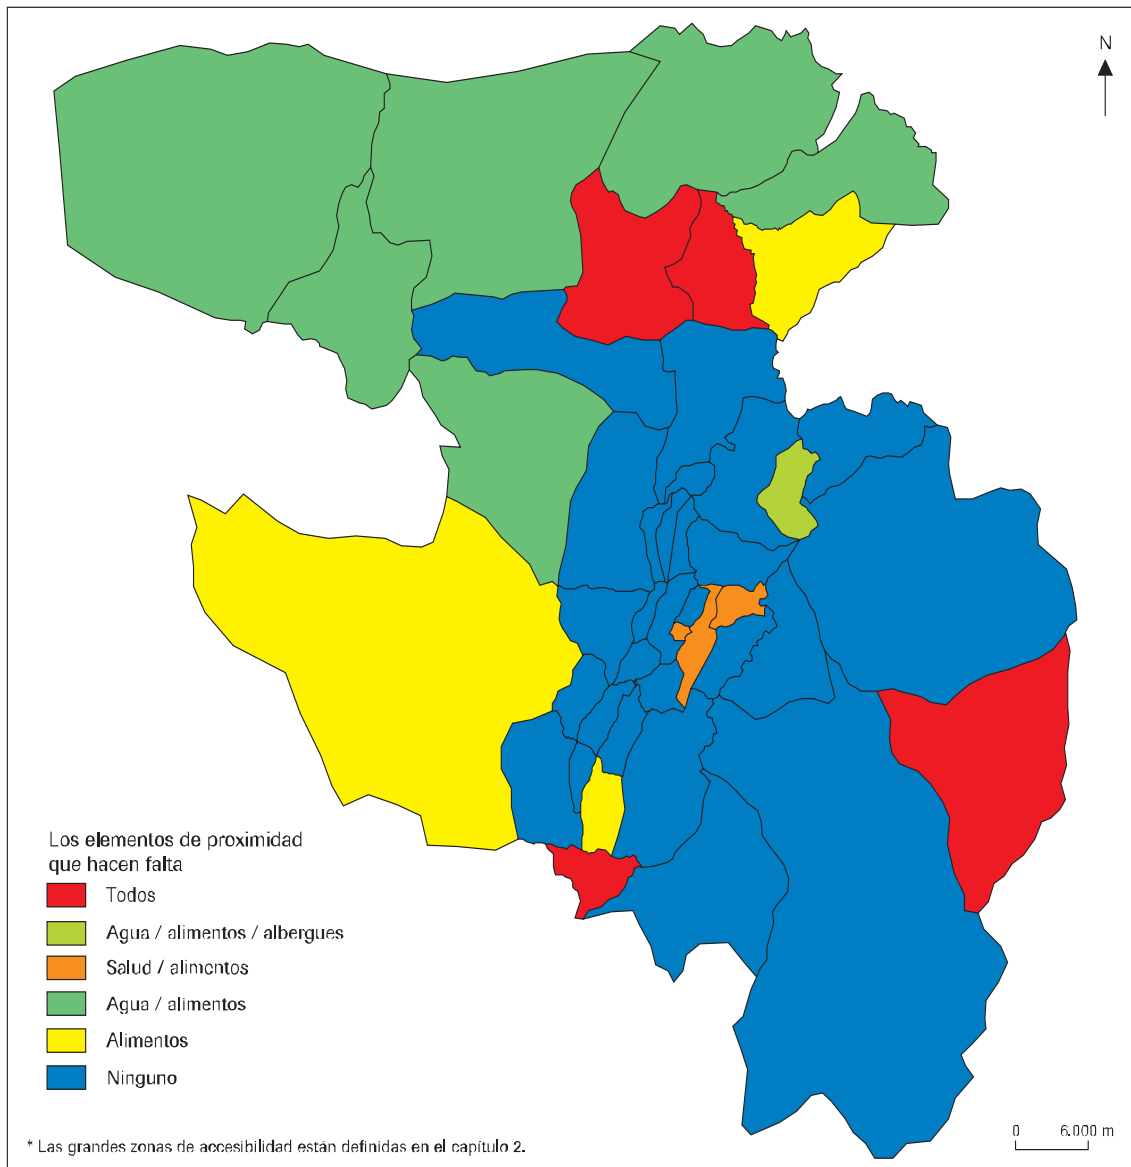 N
Los elementos de proximidad
que hacen falta
Todos
Agua / alimentos / albergues
Salud / alimentos
Agua / alimentos
Alimentos
Ninguno
0 6.000 m
* Las grandes zonas de accesibilidad están definidas en el capítulo 2.